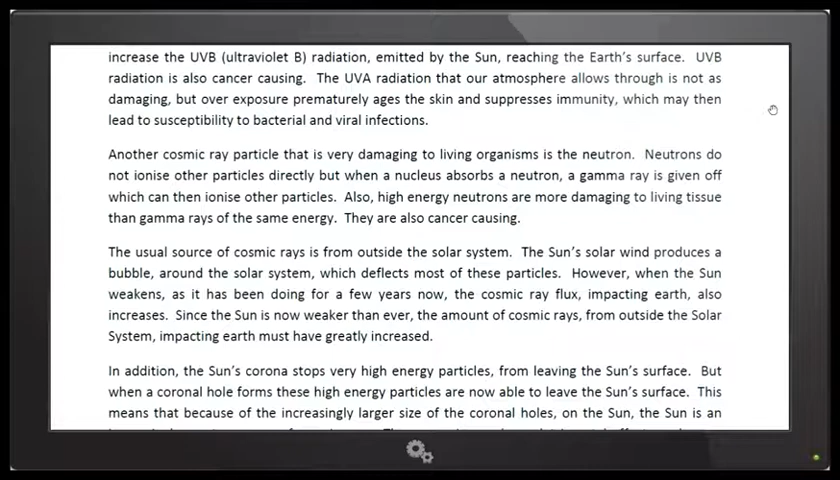 increase the UVB (ultraviolet B) radiation, emitted by the Sun, reaching the Earth's surface. UVB
radiation is also cancer causing. The UVA radiation that our atmosphere allows through is not as
damaging, but over exposure prematurely ages the skin and suppresses immunity, which may then
lead to susceptibility to bacterial and viral infections.
Another cosmic ray particle that is very damaging to living organisms is the neutron. Neutrons do
not ionise other particles directly but when a nucleus absorbs a neutron, a gamma ray is given off
which can then ionise other particles. Also, high energy neutrons are more damaging to living tissue
than gamma rays of the same energy. They are also cancer causing.
The usual source of cosmic rays is from outside the solar system. The Sun's solar wind produces a
bubble, around the solar system, which deflects most of these particles. However, when the Sun
weakens, as it has been doing for a few years now, the cosmic ray flux, impacting earth, also
increases. Since the Sun is now weaker than ever, the amount of cosmic rays, from outside the Solar
System, impacting earth must have greatly increased.
In addition, the Sun's corona stops very high energy particles, from leaving the Sun's surface. But
when a coronal hole forms these high energy particles are now able to leave the Sun's surface. This
means that because of the increasingly larger size of the coronal holes, on the Sun, the Sun is an